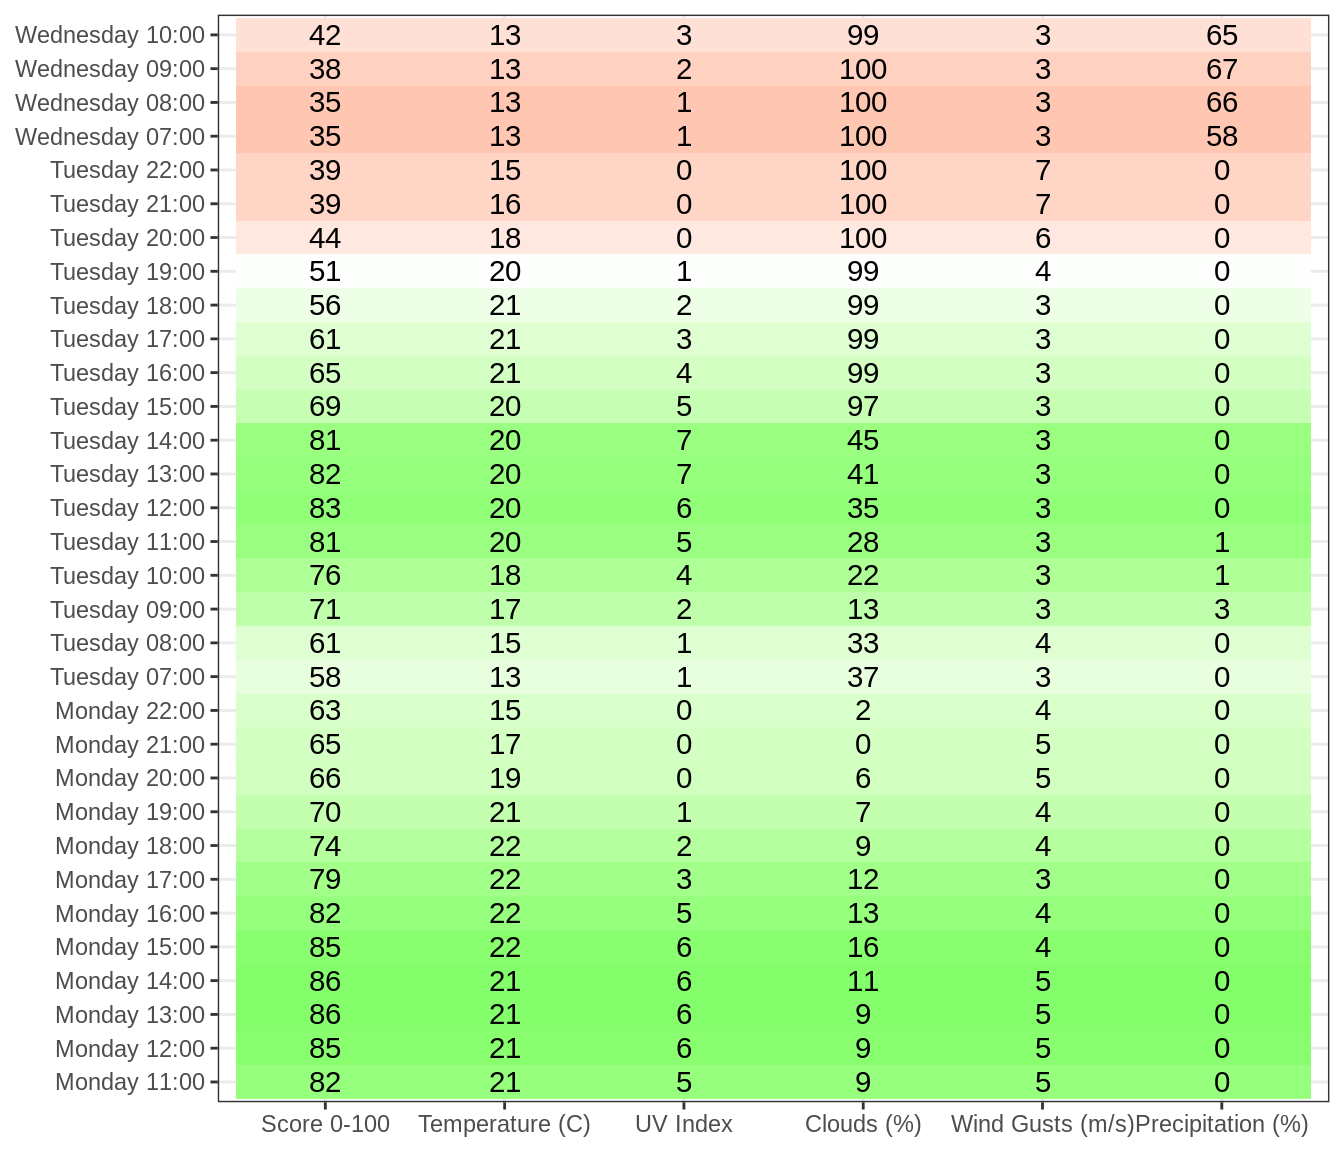 Wednesday 10:00 42 13 3 99 3 65
Wednesday 09:00 38 13 2 100 3 67
Wednesday 08:00 35 13 1 100 3 66
Wednesday 07:00 35 13 1 100 3 58
Tuesday 22:00 39 15 0 100 7 0
Tuesday 21:00 39 16 0 100 7 0
Tuesday 20:00 44 18 0 100 6 0
Tuesday 19:00 51 20 1 99 4 0
Tuesday 18:00 56 21 2 99 3 0
Tuesday 17:00 61 21 3 99 3 0
Tuesday 16:00 65 21 4 99 3 0
Tuesday 15:00 69 20 5 97 3 0
Tuesday 14:00 81 20 7 45 3 0
Tuesday 13:00 82 20 7 41 3 0
Tuesday 12:00 83 20 6 35 3 0
Tuesday 11:00 81 20 5 28 3 1
Tuesday 10:00 76 18 4 22 3 1
Tuesday 09:00 71 17 2 13 3 3
Tuesday 08:00 61 15 1 33 4 0
Tuesday 07:00 58 13 1 37 3 0
Monday 22:00 63 15 0 2 4 0
Monday 21:00 65 17 0 0 5 0
Monday 20:00 66 19 0 6 5 0
Monday 19:00 70 21 1 7 4 0
Monday 18:00 74 22 2 9 4 0
Monday 17:00 79 22 3 12 3 0
Monday 16:00 82 22 5 13 4 0
Monday 15:00 85 22 6 16 4 0
Monday 14:00 86 21 6 11 5 0
Monday 13:00 86 21 6 9 5 0
Monday 12:00 85 21 6 9 5 0
Monday 11:00 82 21 5 9 5 0
Score 0-100 Temperature (C) UV Index Clouds (%) Wind Gusts (m/s) Precipitation (%)